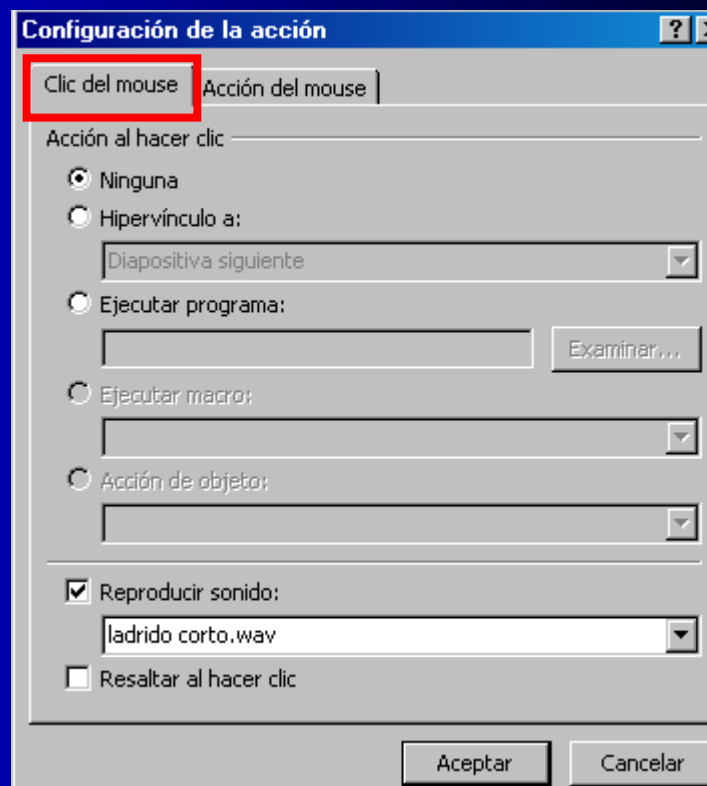 Configuración de la acción ?
Clic del mouse Acción del mouse
Acción al hacer clic
Ninguna
Hipervínculo a:
Diapositiva siguiente
Ejecutar programa:
Examinar...
Ejecutar macro:
Acción de objeto:
Reproducir sonido:
ladrido corto.wav
Resaltar al hacer clic
Aceptar Cancelar